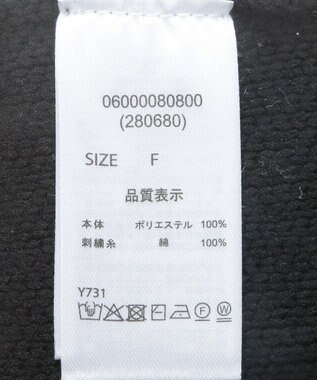 06000080800
(280680)
SIZE F
品質表示
本体 ポリエステル 100%
刺繍糸 綿 100%
Y731
F W